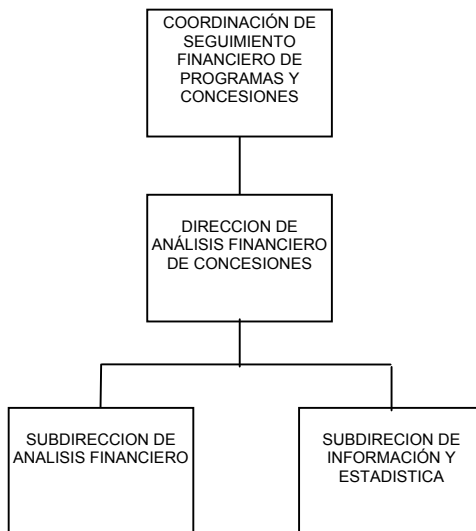 COORDINACIÓN DE
SEGUIMIENTO
FINANCIERO DE
PROGRAMAS Y
CONCESIONES
DIRECCION DE
ANÁLISIS FINANCIERO
DE CONCESIONES
SUBDIRECCION DE
ANALISIS FINANCIERO
SUBDIRECION DE
INFORMACIÓN Y
ESTADISTICA